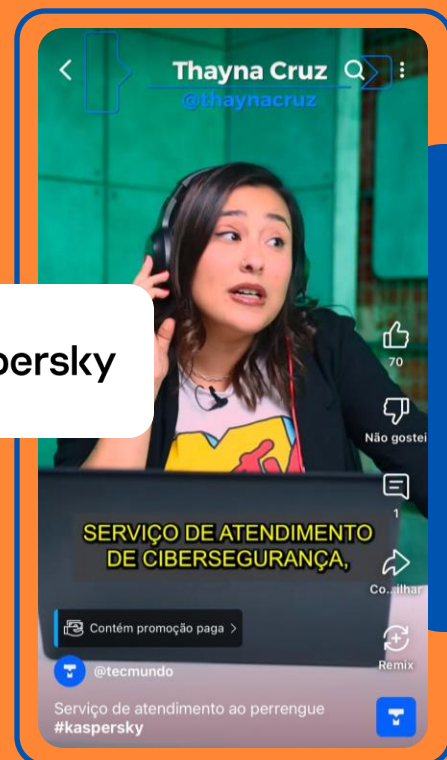 Thayna Cruz
@thaynacruz
persky
70
Não gostei
SERVIÇO DE ATENDIMENTO
DE CIBERSEGURANÇA,
1
Co...ilhar
Contém promoção paga >
Remix
@tecmundo
Serviço de atendimento ao perrengue
#kaspersky